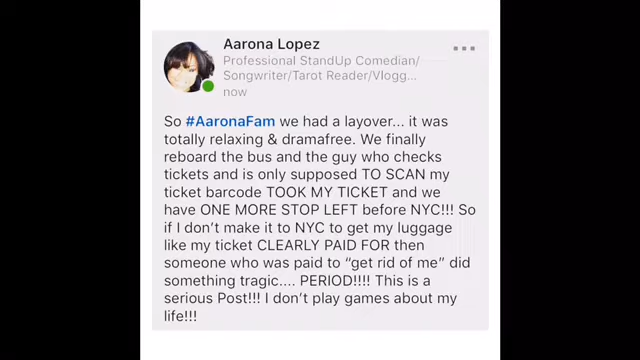 Aarona Lopez
Professional StandUp Comedian/
Songwriter/Tarot Reader/Vlogg...
now
So #AaronaFam we had a layover... it was
totally relaxing & dramafree. We finally
reboard the bus and the guy who checks
tickets and is only supposed TO SCAN my
ticket barcode TOOK MY TICKET and we
have ONE MORE STOP LEFT before NYC!!! So
if I don't make it to NYC to get my luggage
like my ticket CLEARLY PAID FOR then
someone who was paid to “get rid of me” did
something tragic.... PERIOD!!!! This is a
serious Post!!! I don't play games about my
life!!!